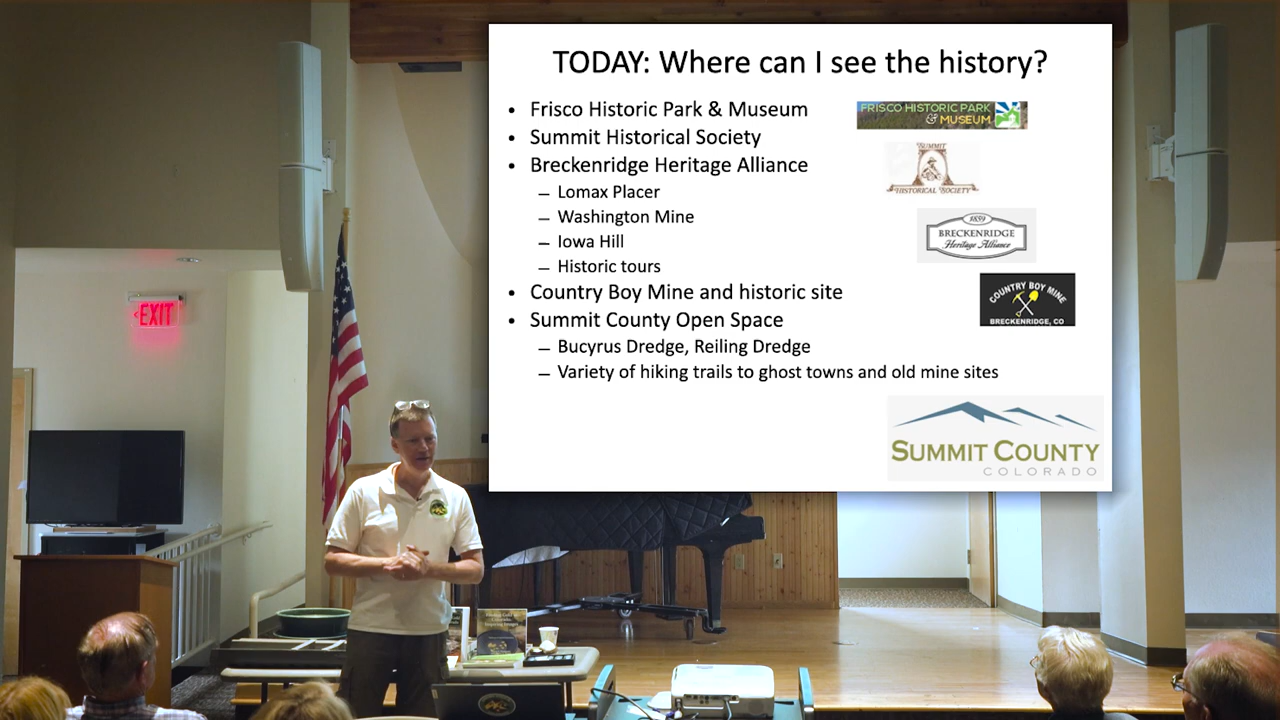 TODAY: Where can I see the history?
• Frisco Historic Park & Museum
• Summit Historical Society
• Breckenridge Heritage Alliance
– Lomax Placer
– Washington Mine
– Iowa Hill
– Historic tours
• Country Boy Mine and historic site
• Summit County Open Space
– Bucyrus Dredge, Reiling Dredge
– Variety of hiking trails to ghost towns and old mine sites
FRISCO HISTORIC PARK
& MUSEUM
SUMMIT
HISTORICAL SOCIETY
1859
BRECKENRIDGE
Heritage Alliance
COUNTRY BOY MINE
BRECKENRIDGE, CO
SUMMIT COUNTY
COLORADO
EXIT